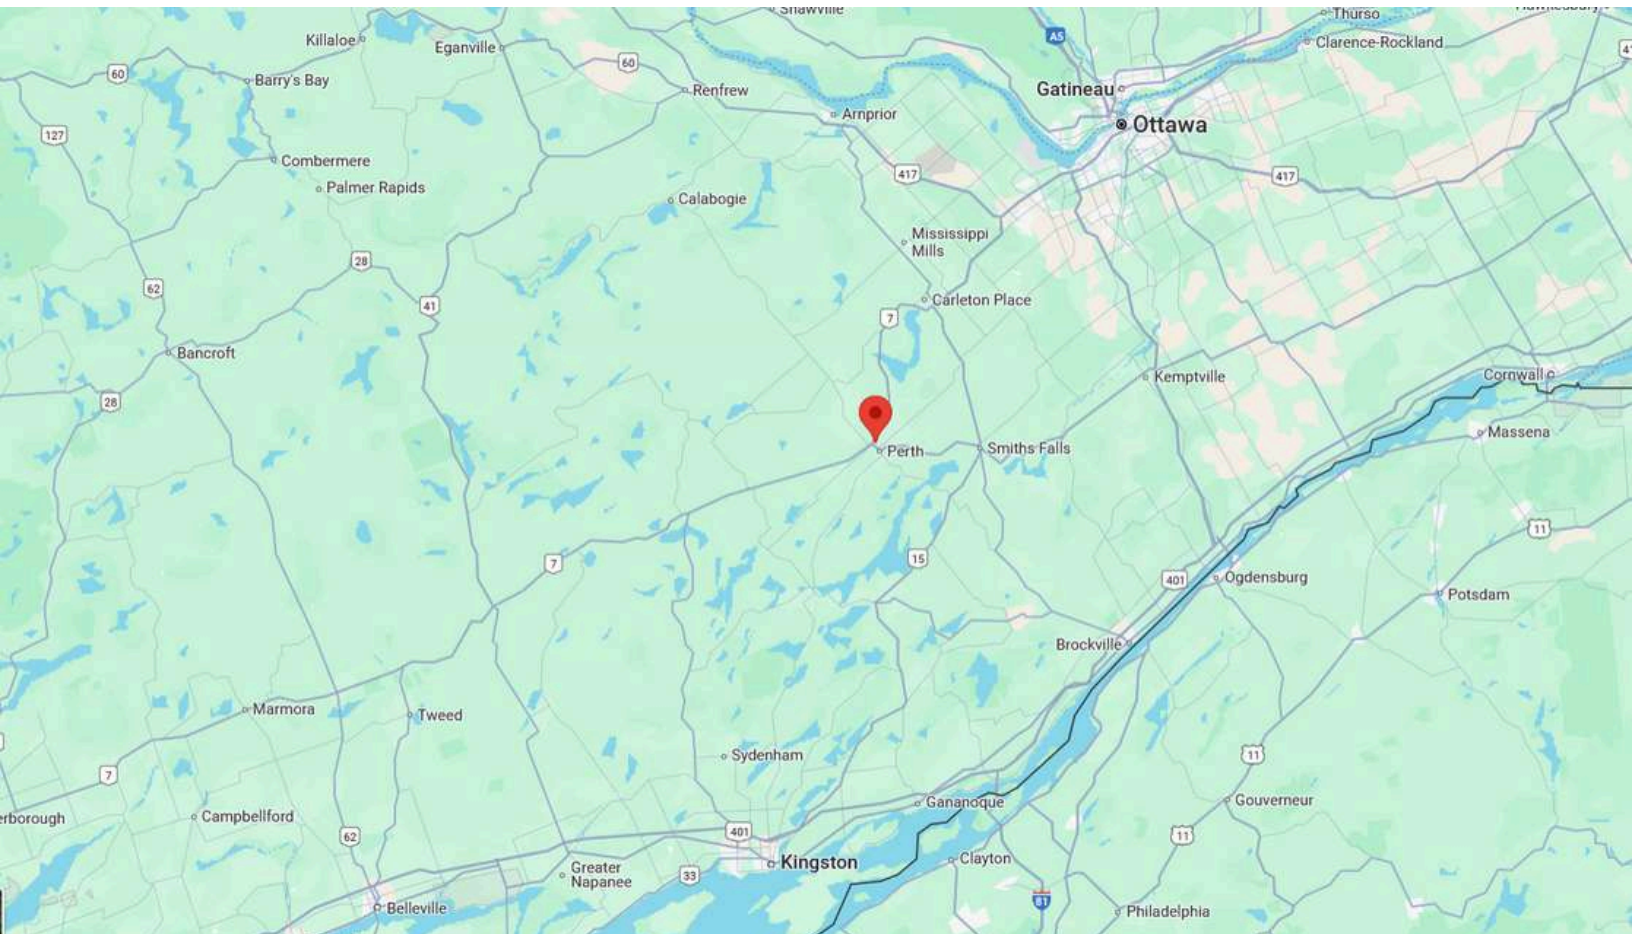 Shawville
Thurso
Killaloe
Eganville
A5
Clarence-Rockland
60
Barry's Bay
60
Renfrew
Gatineau
Arnprior
Ottawa
127
Combermere
Palmer Rapids
417
417
Calabogie
Mississippi
Mills
28
62
41
Carleton Place
7
Bancroft
Kemptville
Cornwall
28
Massena
Perth
Smiths Falls
11
7
15
401
Ogdensburg
Potsdam
Brockville
Marmora
Tweed
Sydenham
11
7
Gananoque
Gouverneur
erborough
Campbellford
62
401
11
Kingston
Clayton
Greater
Napanee
33
81
Belleville
Philadelphia